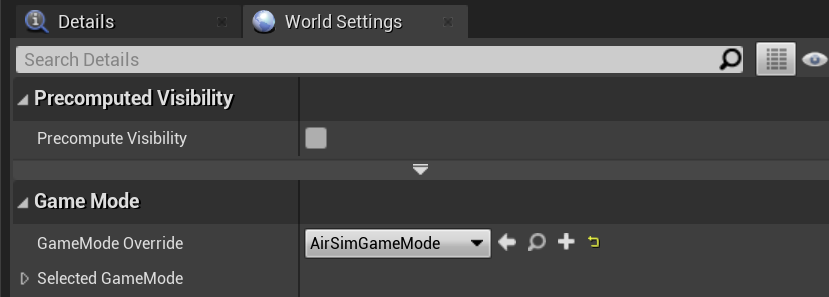 Details
World Settings
Search Details
Precomputed Visibility
Precompute Visibility
Game Mode
GameMode Override
AirSimGameMode
Selected GameMode